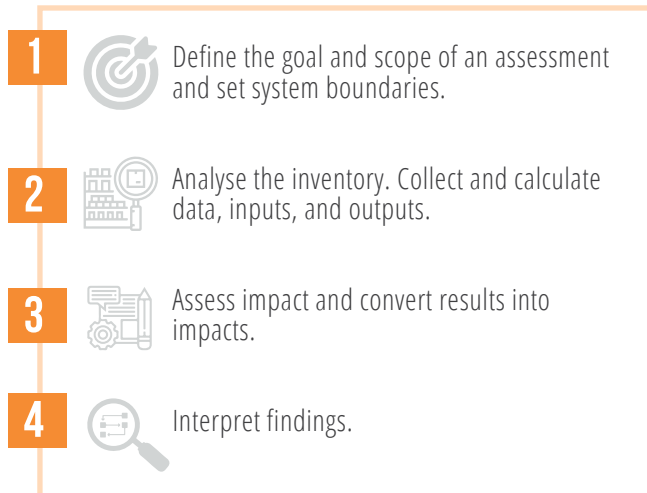 1
Define the goal and scope of an assessment
and set system boundaries.
2
Analyse the inventory. Collect and calculate
data, inputs, and outputs.
3
Assess impact and convert results into
impacts.
4
Interpret findings.